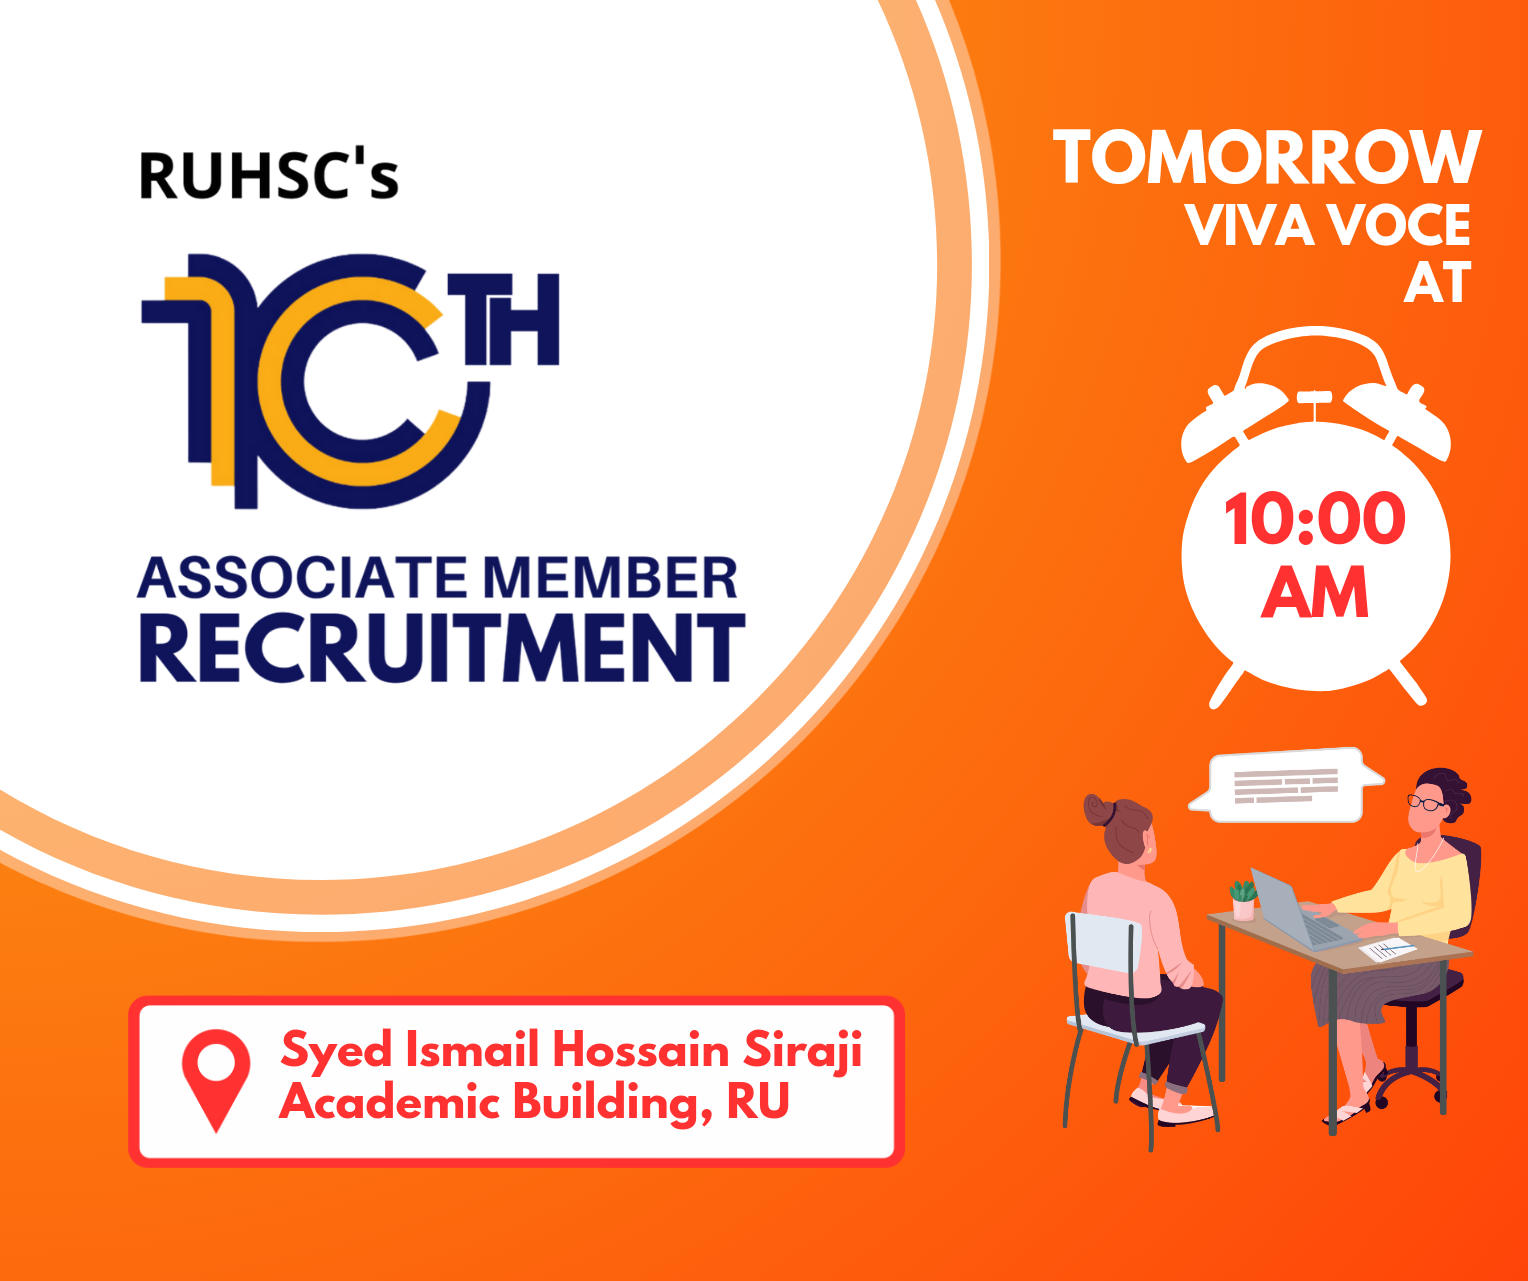 RUHSC's
10TH
ASSOCIATE MEMBER
RECRUITMENT
TOMORROW
VIVA VOCE
AT
10:00
AM
Syed Ismail Hossain Siraji
Academic Building, RU